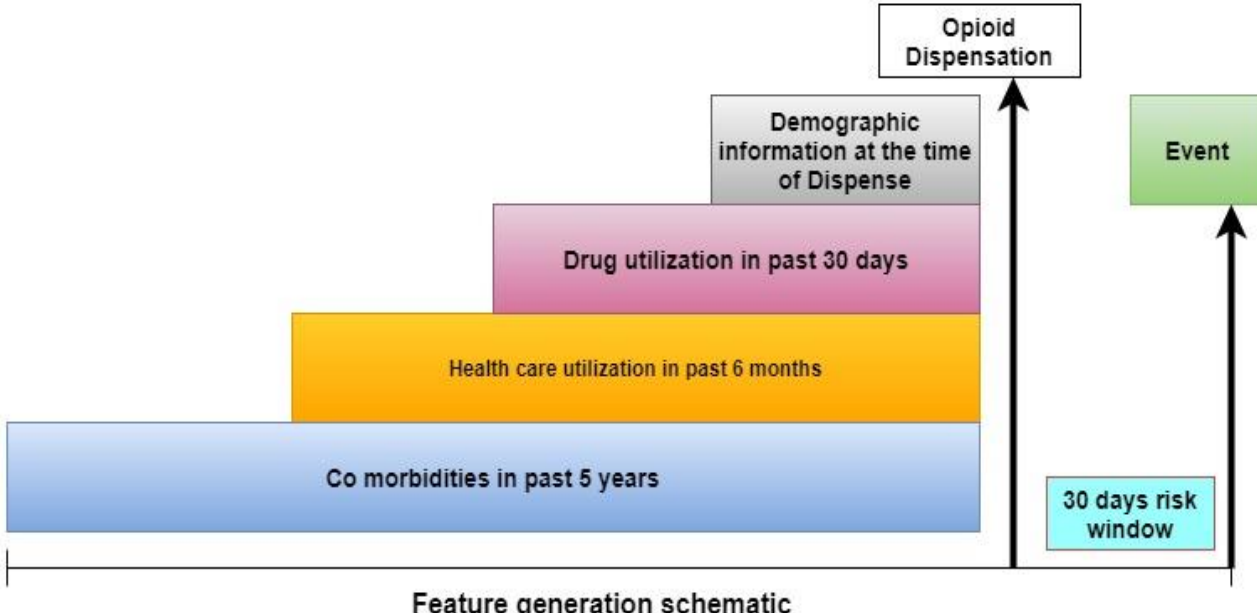 Opioid
Dispensation
Demographic
information at the time
of Dispense
Event
Drug utilization in past 30 days
Health care utilization in past 6 months
Co morbidities in past 5 years
30 days risk
window
Feature generation schematic